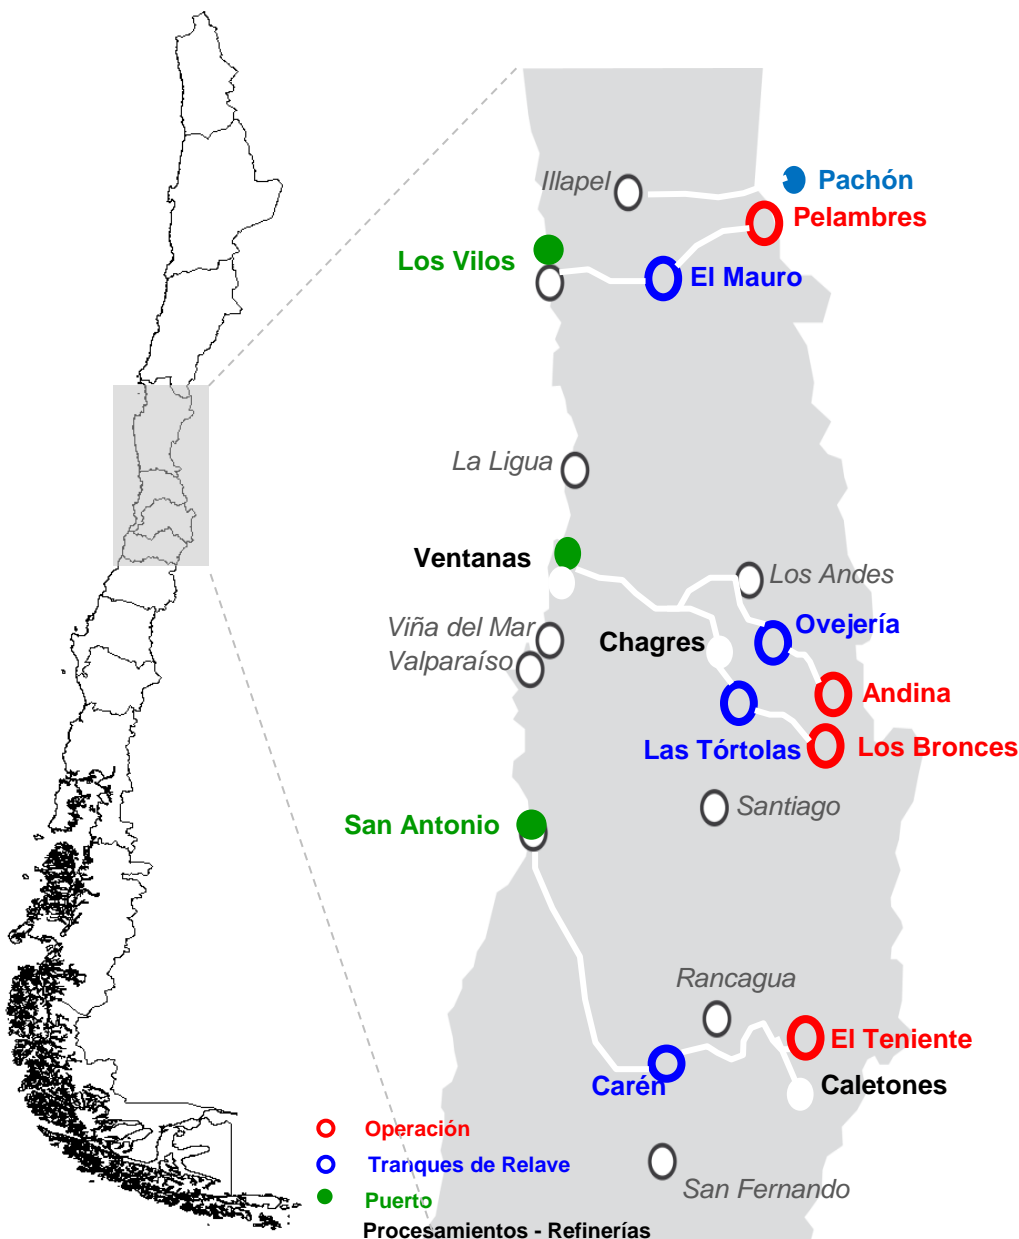 Illapel
Pachón
Pelambres
Los Vilos
El Mauro
La Ligua
Ventanas
Los Andes
Ovejería
Viña del Mar
Chagres
Valparaíso
Andina
Las Tórtolas
Los Bronces
Santiago
San Antonio
Rancagua
El Teniente
Carén
Caletones
San Fernando
Operación
Tranques de Relave
Puerto
Procesamientos - Refinerías